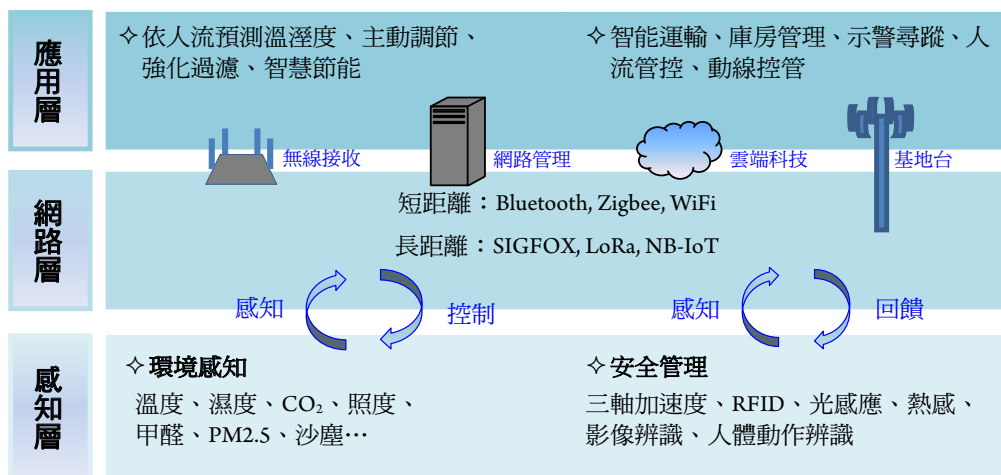 應用層
✧依人流預測溫溼度、主動調節、
強化過濾、智慧節能
✧智能運輸、庫房管理、示警尋蹤、人
流管控、動線控管
無線接收
網路管理
雲端科技
基地台
網路層
短距離：Bluetooth, Zigbee, WiFi
長距離：SIGFOX, LoRa, NB-IoT
感知
控制
感知
回饋
感知層
✧環境感知
溫度、濕度、CO₂、照度、
甲醛、PM2.5、沙塵…
✧安全管理
三軸加速度、RFID、光感應、熱感、
影像辨識、人體動作辨識